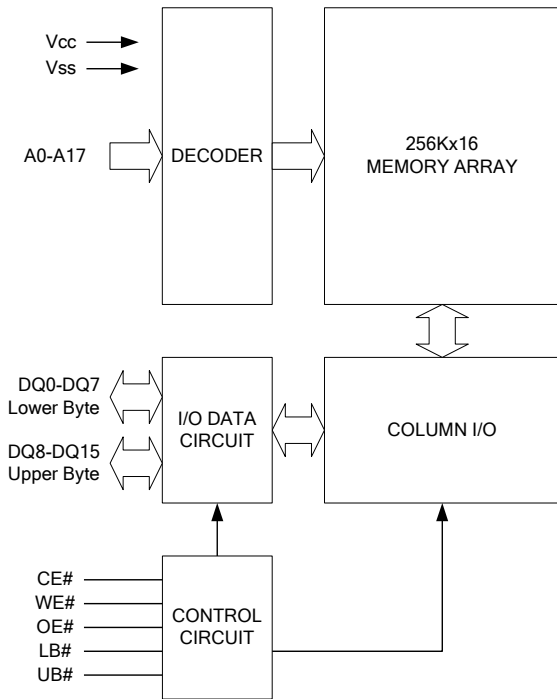 Vcc
Vss
A0-A17
DECODER
256Kx16
MEMORY ARRAY
DQ0-DQ7
Lower Byte
DQ8-DQ15
Upper Byte
I/O DATA
CIRCUIT
COLUMN I/O
CE#
WE#
OE#
LB#
UB#
CONTROL
CIRCUIT